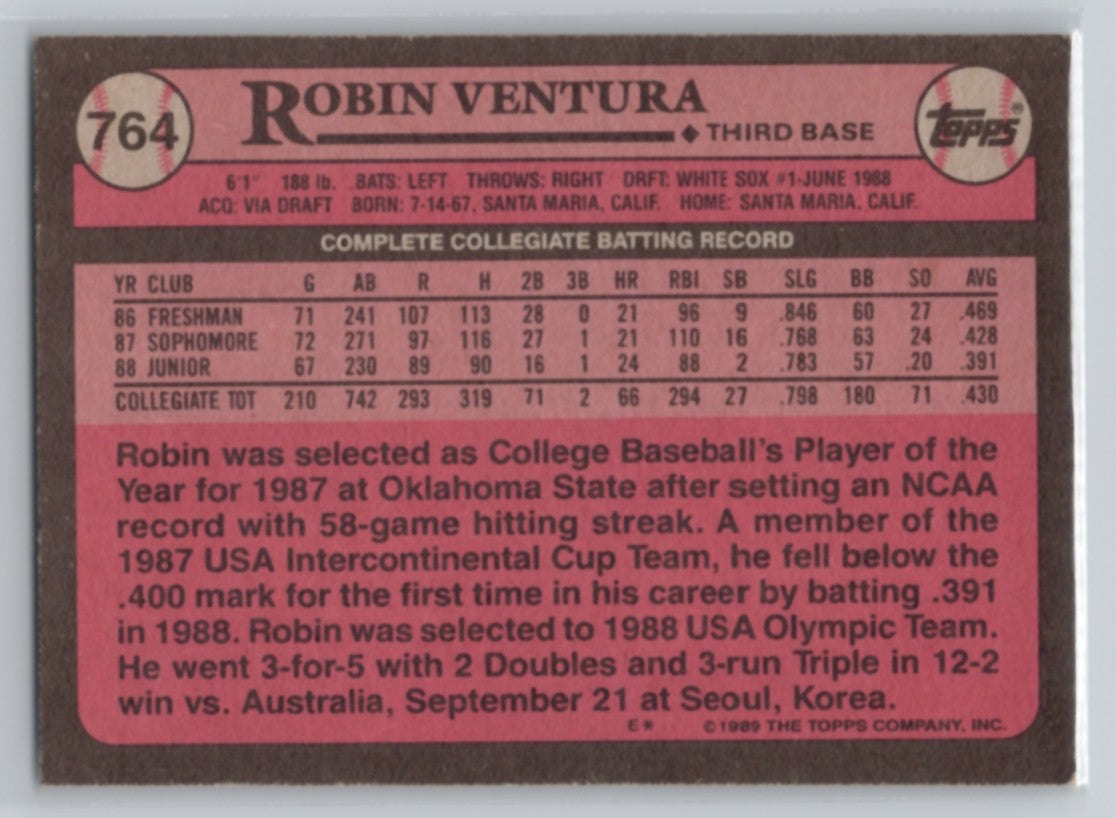 764
ROBIN VENTURA
◆ THIRD BASE
Topps®
6'1" 188 lb. BATS: LEFT THROWS: RIGHT DRFT: WHITE SOX #1-JUNE 1988
ACQ: VIA DRAFT BORN: 7-14-67, SANTA MARIA, CALIF. HOME: SANTA MARIA, CALIF.
COMPLETE COLLEGIATE BATTING RECORD
YR CLUB G AB R H 2B 3B HR RBI SB SLG BB SO AVG
86 FRESHMAN 71 241 107 113 28 0 21 96 9 .846 60 27 .469
87 SOPHOMORE 72 271 97 116 27 1 21 110 16 .768 63 24 .428
88 JUNIOR 67 230 89 90 16 1 24 88 2 .783 57 20 .391
COLLEGIATE TOT 210 742 293 319 71 2 66 294 27 .798 180 71 .430
Robin was selected as College Baseball's Player of the
Year for 1987 at Oklahoma State after setting an NCAA
record with 58-game hitting streak. A member of the
1987 USA Intercontinental Cup Team, he fell below the
.400 mark for the first time in his career by batting .391
in 1988. Robin was selected to 1988 USA Olympic Team.
He went 3-for-5 with 2 Doubles and 3-run Triple in 12-2
win vs. Australia, September 21 at Seoul, Korea.
E* ©1989 THE TOPPS COMPANY, INC.